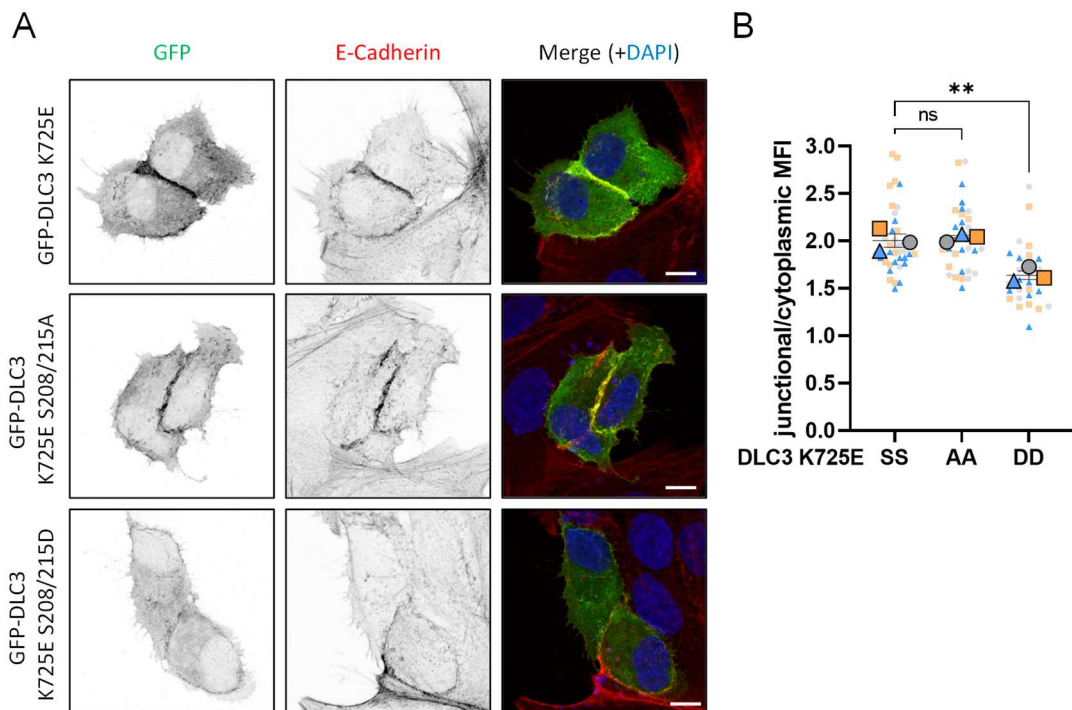 A
GFP
E-Cadherin
Merge (+DAPI)
GFP-DLC3 K725E
GFP-DLC3
K725E S208/215A
GFP-DLC3
K725E S208/215D
B
**
ns
junctional/cytoplasmic MFI
3.0
2.5
2.0
1.5
1.0
0.5
0.0
DLC3 K725E SS AA DD